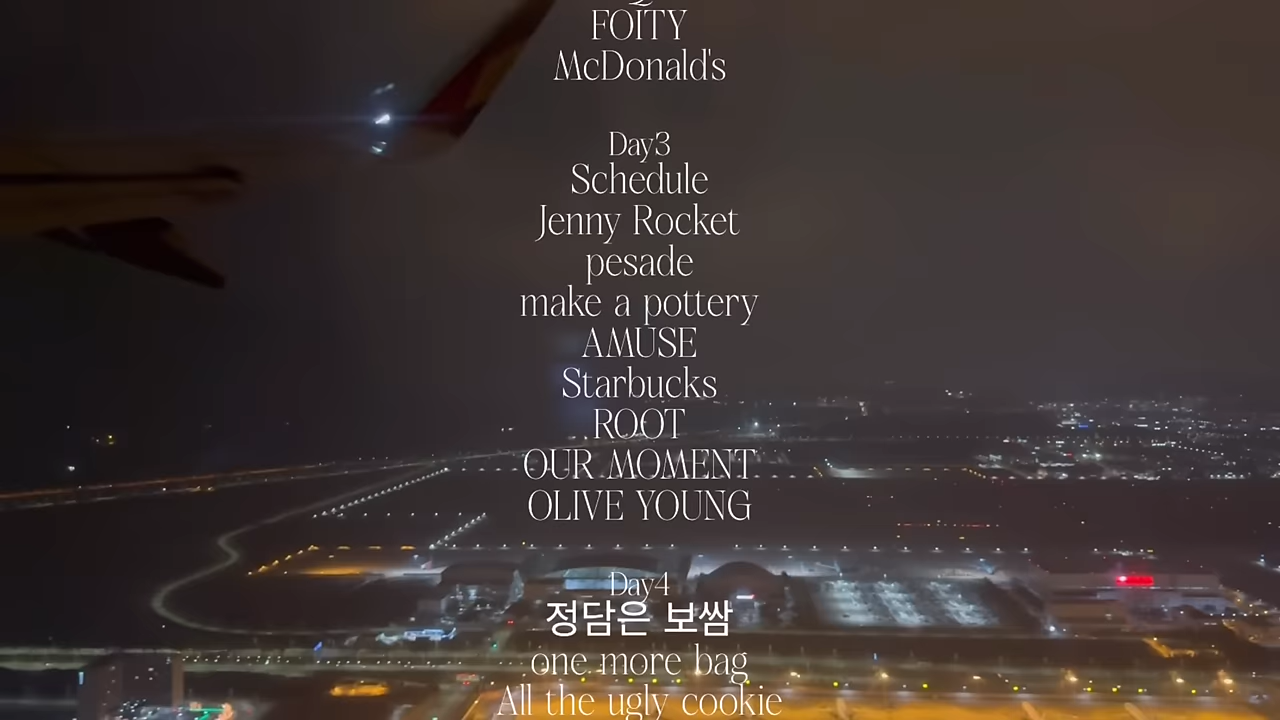 FOITY
McDonald's
Day3
Schedule
Jenny Rocket
pesade
make a pottery
AMUSE
Starbucks
ROOT
OUR MOMENT
OLIVE YOUNG
Day4
정담은 보쌈
one more bag
All the ugly cookie